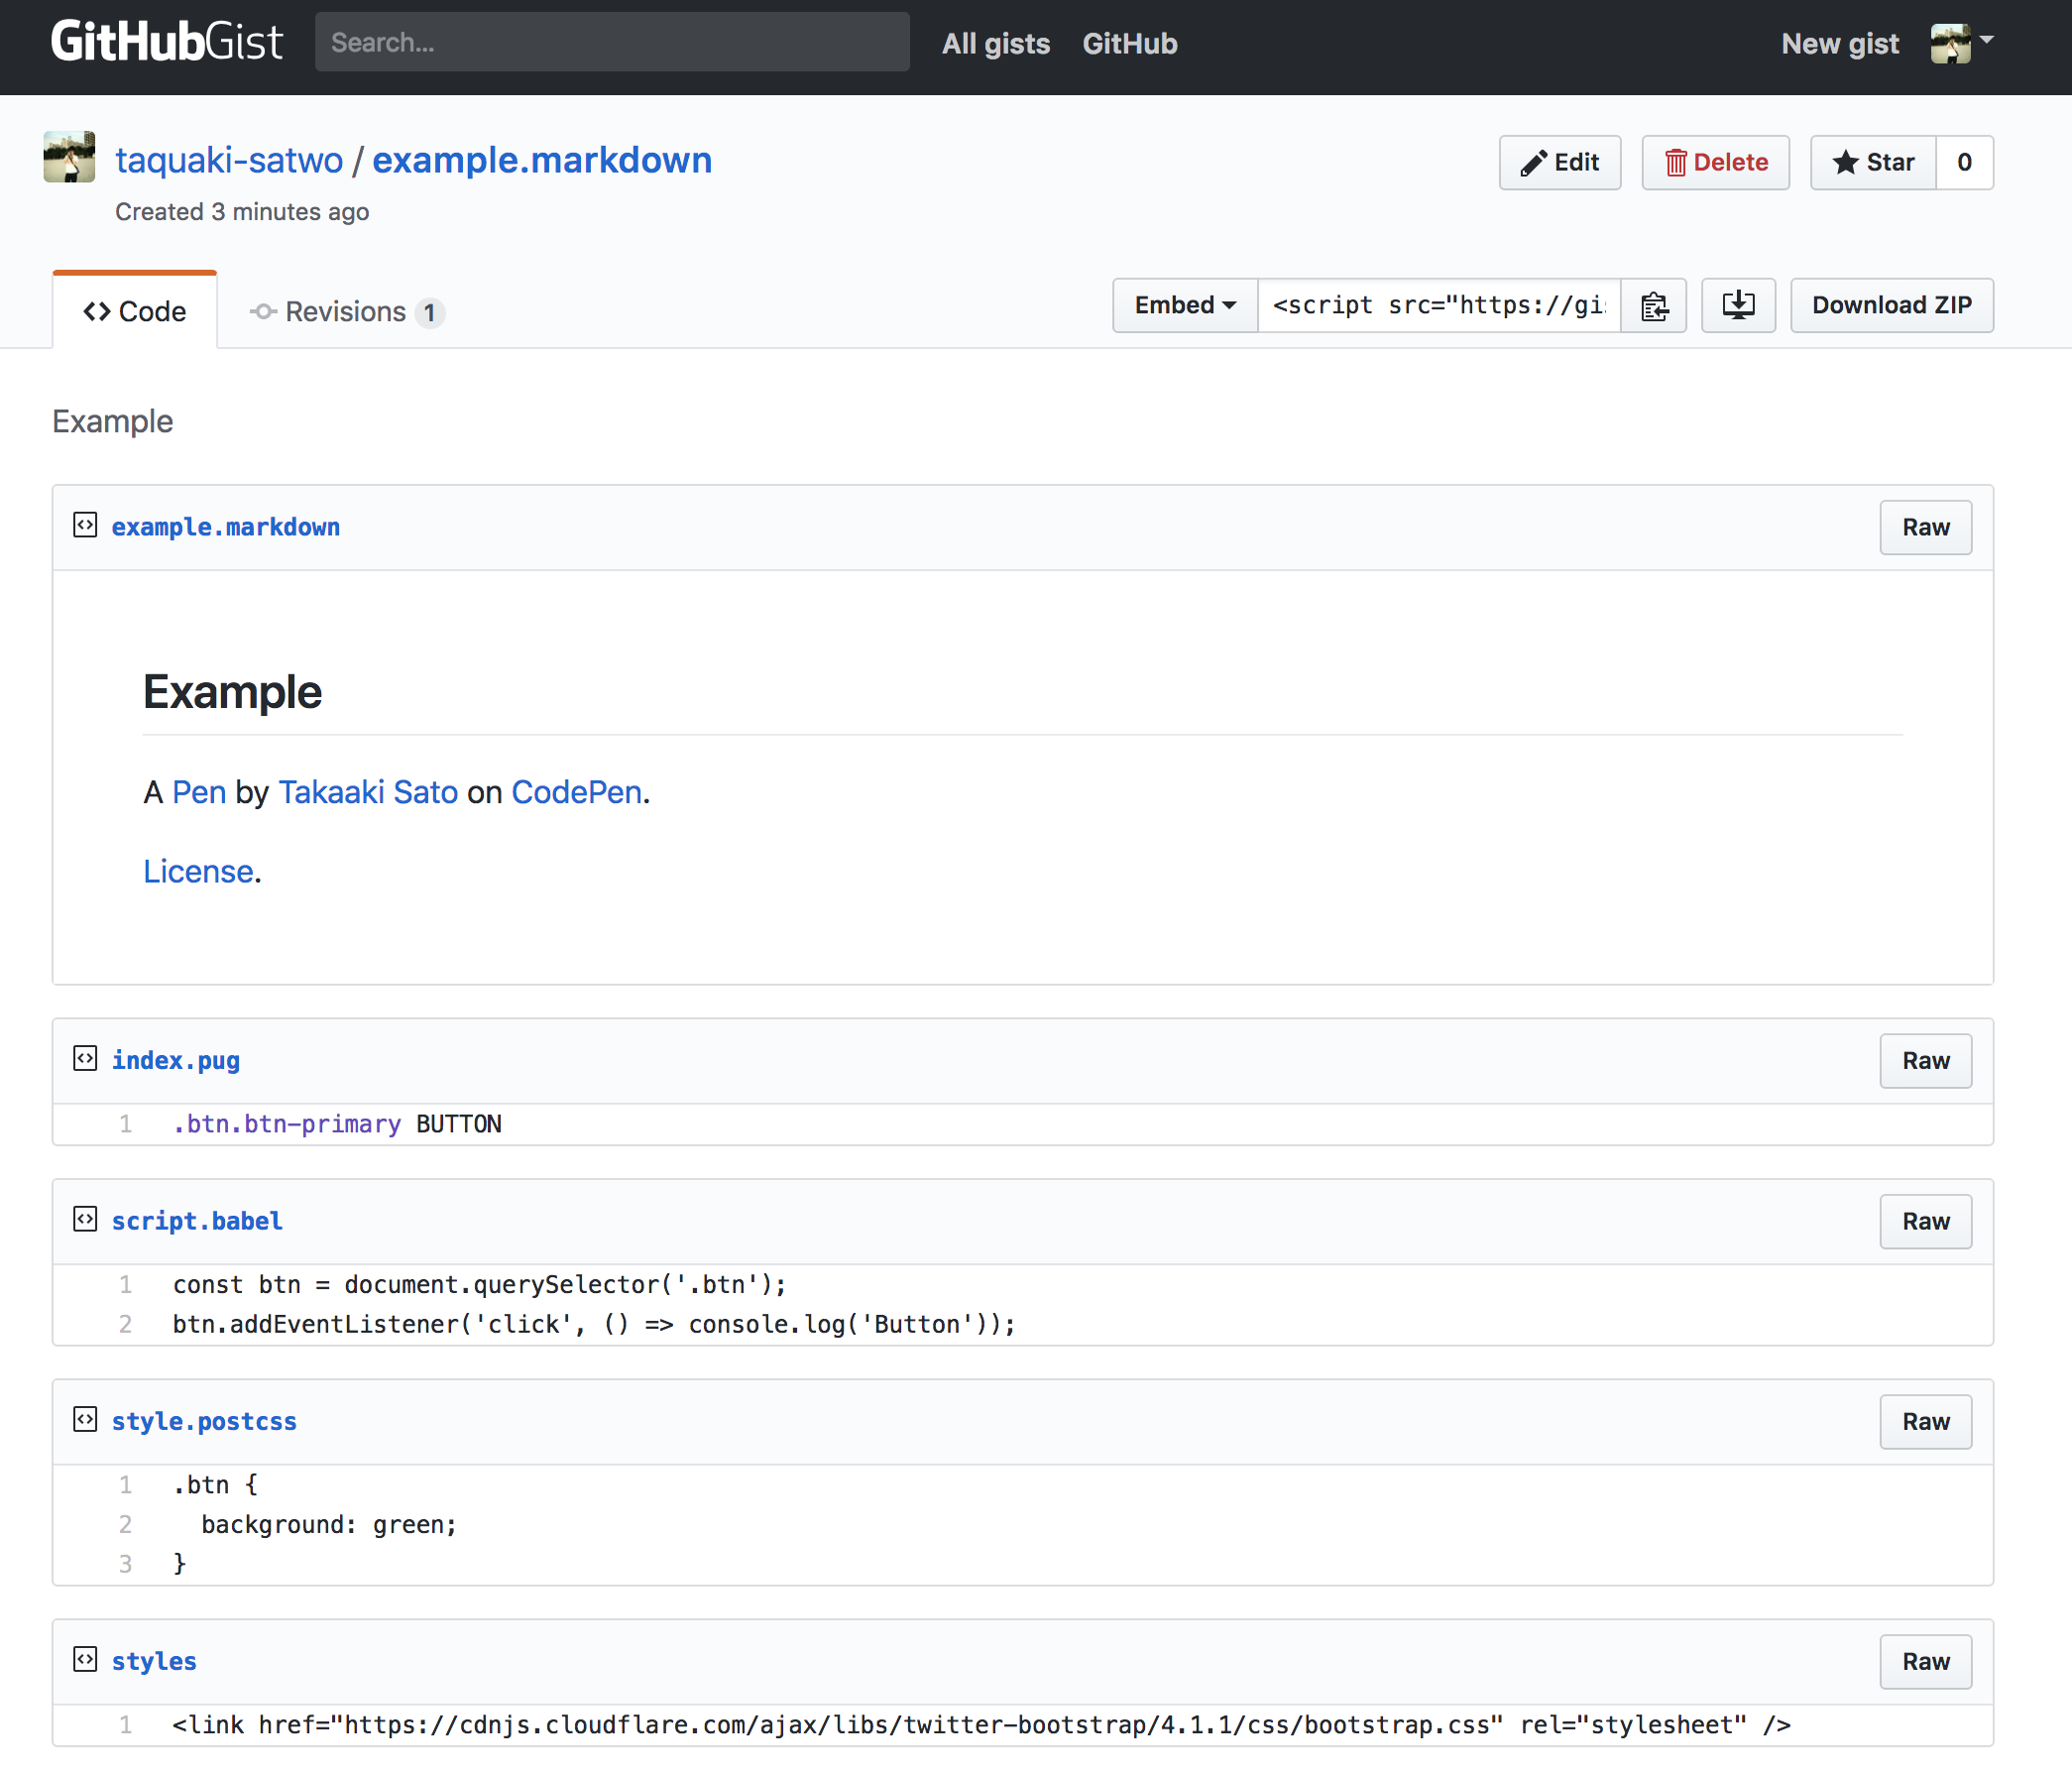 GitHubGist Search... All gists GitHub New gist
taquaki-satwo / example.markdown
Edit Delete Star 0
Created 3 minutes ago
Code Revisions 1
Embed <script src="https://gi Download ZIP
Example
example.markdown Raw
Example
A Pen by Takaaki Sato on CodePen.
License.
index.pug Raw
1 .btn.btn-primary BUTTON
script.babel Raw
1 const btn = document.querySelector('.btn');
2 btn.addEventListener('click', () => console.log('Button'));
style.postcss Raw
1 .btn {
2   background: green;
3 }
styles Raw
1 <link href="https://cdnjs.cloudflare.com/ajax/libs/twitter-bootstrap/4.1.1/css/bootstrap.css" rel="stylesheet" />